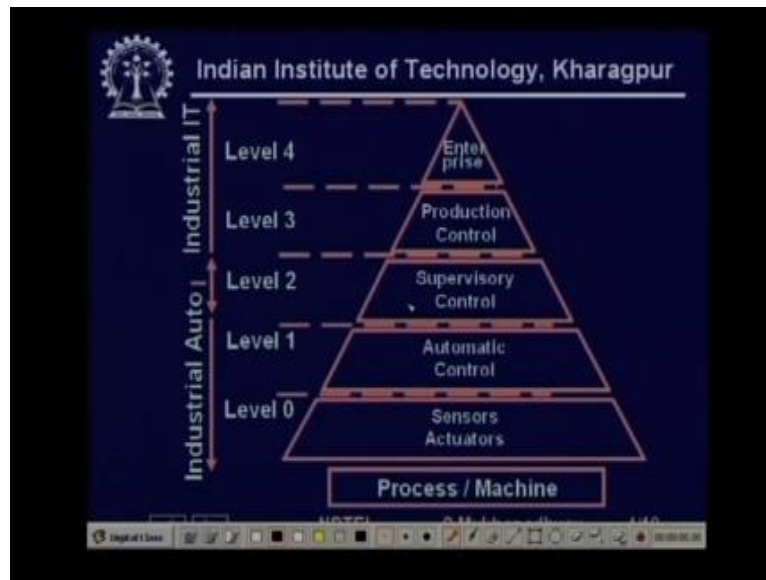 Indian Institute of Technology, Kharagpur
Industrial IT
Industrial Auto
Level 4
Enter
prise
Level 3
Production
Control
Level 2
Supervisory
Control
Level 1
Automatic
Control
Level 0
Sensors
Actuators
Process / Machine